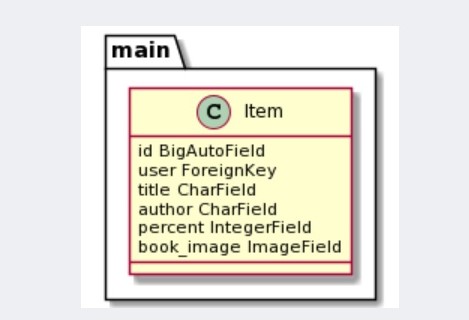 main
C Item
id BigAutoField
user ForeignKey
title CharField
author CharField
percent IntegerField
book_image ImageField